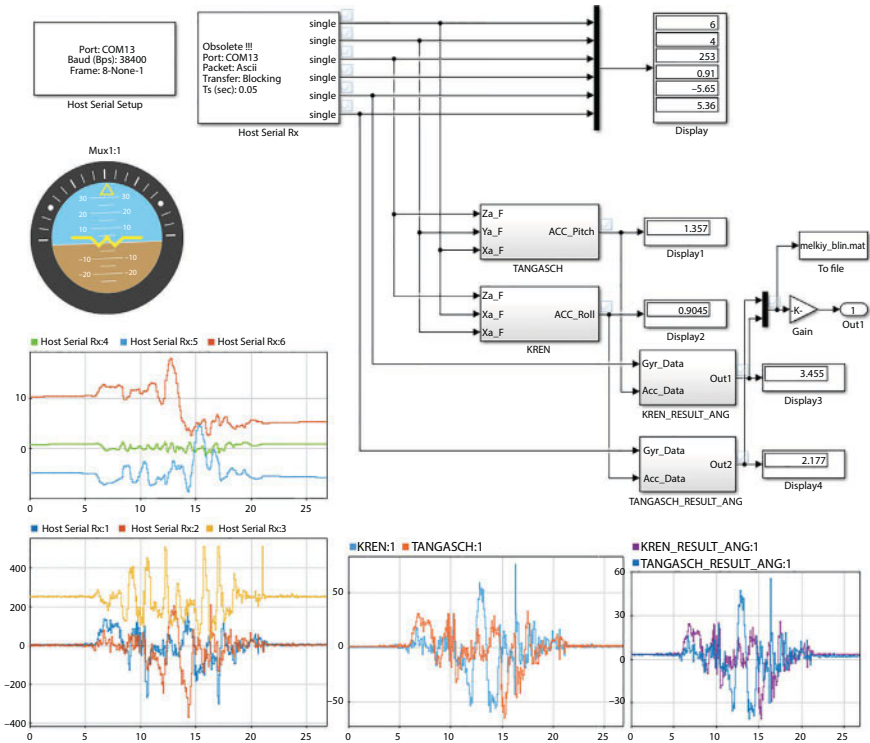 Port: COM13
Baud (Bps): 38400
Frame: 8-None-1
Host Serial Setup
Obsolete !!!
Port: COM13
Packet: Ascii
Transfer: Blocking
Ts (sec): 0.05
single
single
single
single
single
single
Host Serial Rx
6
4
253
0.91
–5.65
5.36
Display
Mux1:1
30 30
20 20
10 10
–10 –10
–20 –20
Za_F
Ya_F
Xa_F
ACC_Pitch
TANGASCH
1.357
Display1
Za_F
Xa_F
Xa_F
ACC_Roll
KREN
0.9045
Display2
melkiy_blin.mat
To file
-K-
Gain
1
Out1
Gyr_Data
Acc_Data
Out1
KREN_RESULT_ANG
3.455
Display3
Gyr_Data
Acc_Data
Out2
TANGASCH_RESULT_ANG
2.177
Display4
Host Serial Rx:4 Host Serial Rx:5 Host Serial Rx:6
10
0
0 5 10 15 20 25
Host Serial Rx:1 Host Serial Rx:2 Host Serial Rx:3
400
200
0
–200
–400
0 5 10 15 20 25
KREN:1 TANGASCH:1
50
0
–50
0 5 10 15 20 25
KREN_RESULT_ANG:1
TANGASCH_RESULT_ANG:1
60
30
0
–30
0 5 10 15 20 25